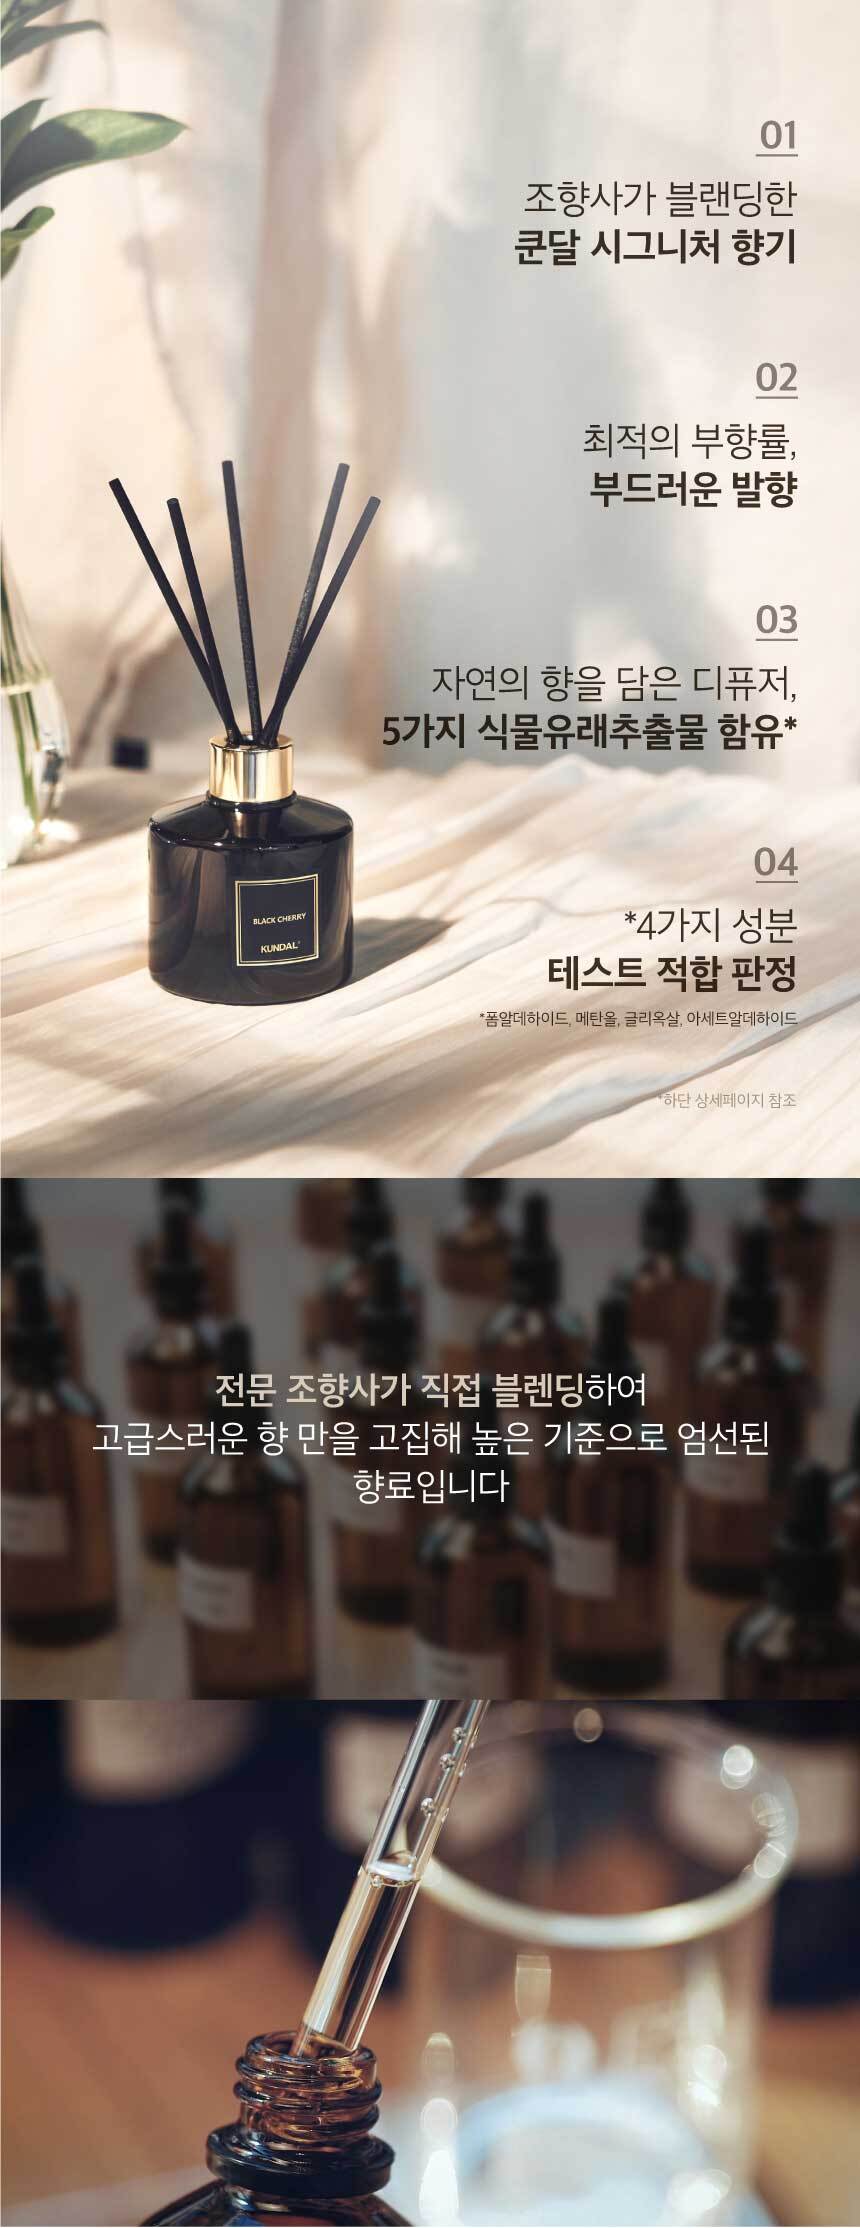 01
조향사가 블랜딩한
쿤달 시그니처 향기
02
최적의 부향률,
부드러운 발향
03
자연의 향을 담은 디퓨저,
5가지 식물유래추출물 함유*
04
*4가지 성분
테스트 적합 판정
*폼알데하이드, 메탄올, 글리옥살, 아세트알데하이드
*하단 상세페이지 참조
BLACK CHERRY
KUNDAL
전문 조향사가 직접 블렌딩하여
고급스러운 향 만을 고집해 높은 기준으로 엄선된
향료입니다